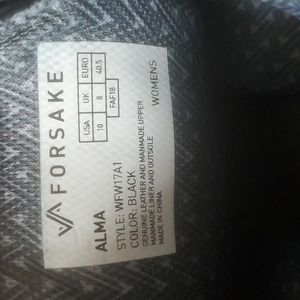 FORSAKE
USA UK EURO
10 8 40.5
FAF18
WOMENS
ALMA
STYLE: WFW17A1
COLOR: BLACK
GENUINE LEATHER AND MANMADE UPPER
MANMADE LINER AND OUTSOLE
MADE IN CHINA